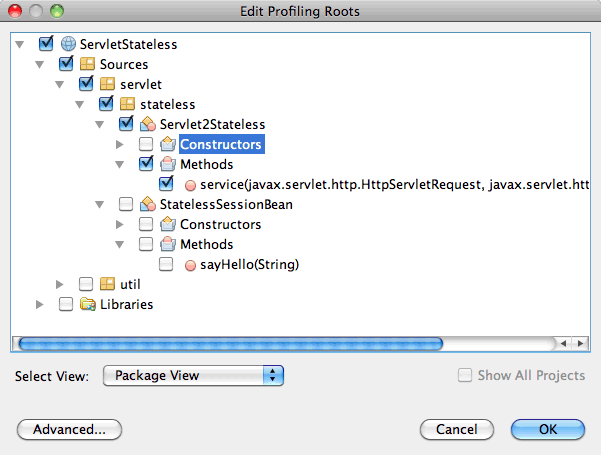 Edit Profiling Roots
ServletStateless
Sources
servlet
stateless
Servlet2Stateless
Constructors
Methods
service(javax.servlet.http.HttpServletRequest, javax.servlet.htt
StatelessSessionBean
Constructors
Methods
sayHello(String)
util
Libraries
Select View: Package View Show All Projects
Advanced... Cancel OK